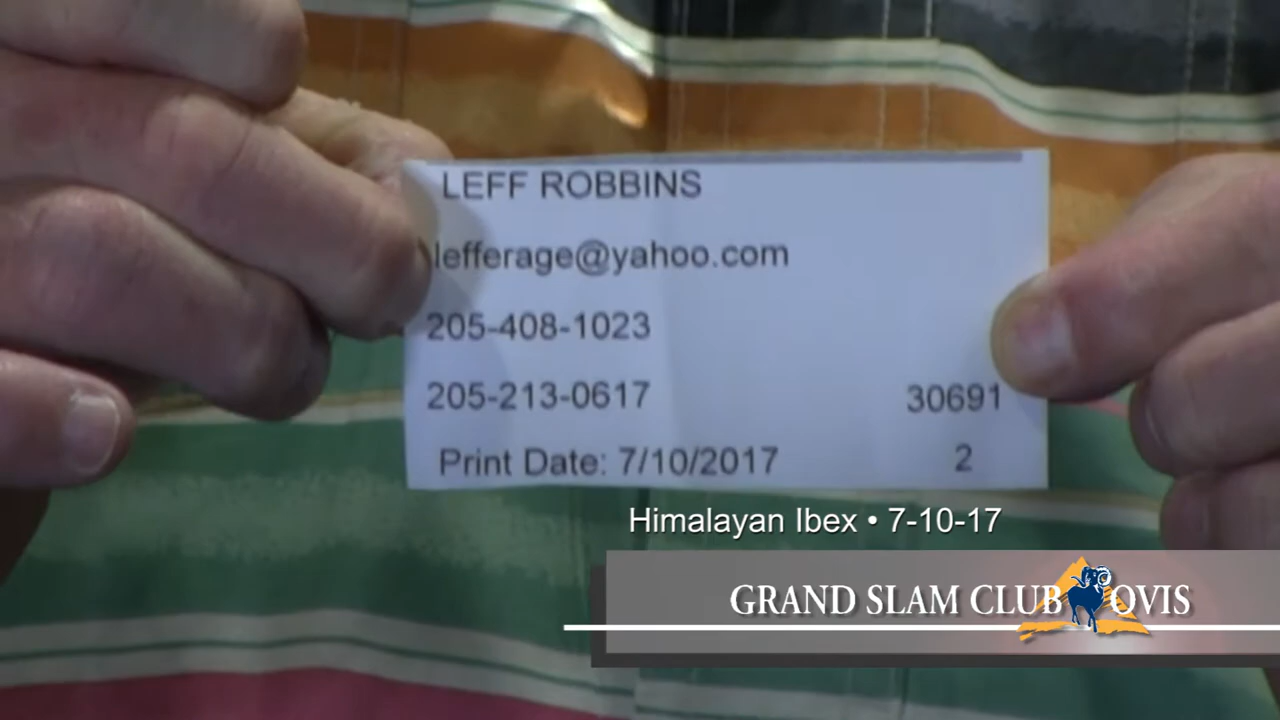 LEFF ROBBINS
lefferage@yahoo.com
205-408-1023
205-213-0617 30691
Print Date: 7/10/2017 2
Himalayan Ibex • 7-10-17
GRAND SLAM CLUB OVIS